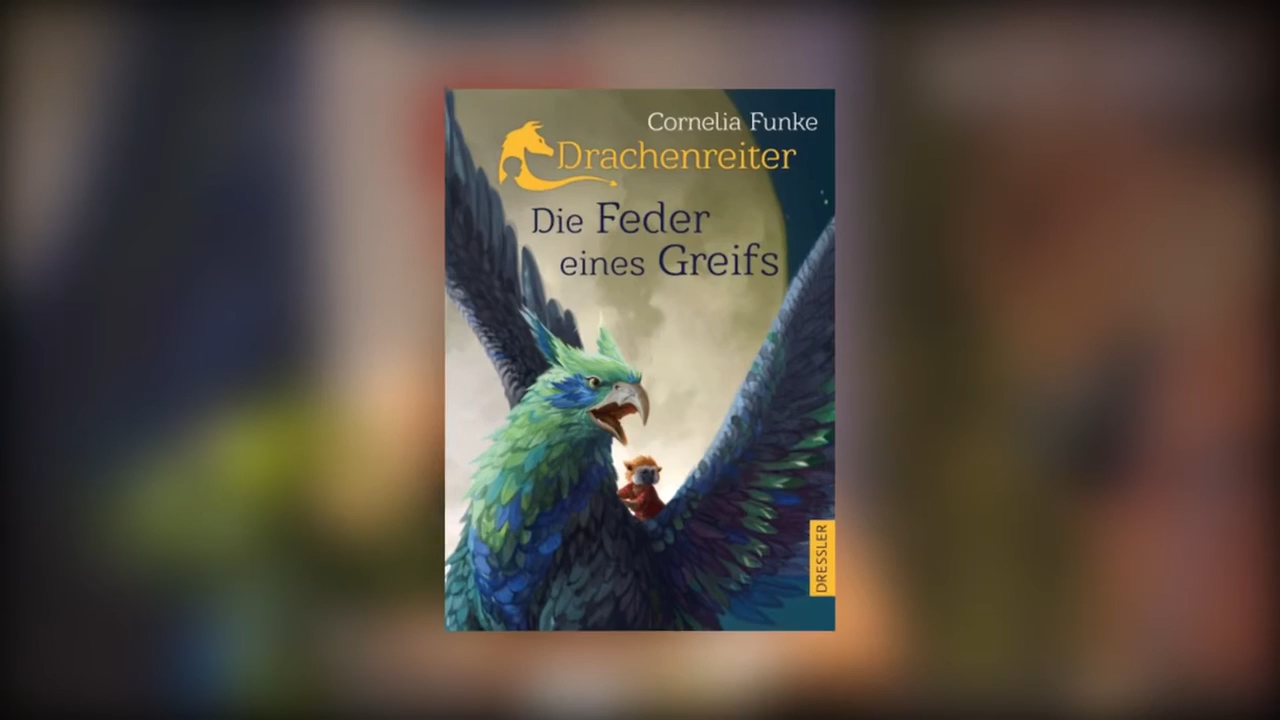 Cornelia Funke
Drachenreiter
Die Feder
eines Greifs
DRESSLER